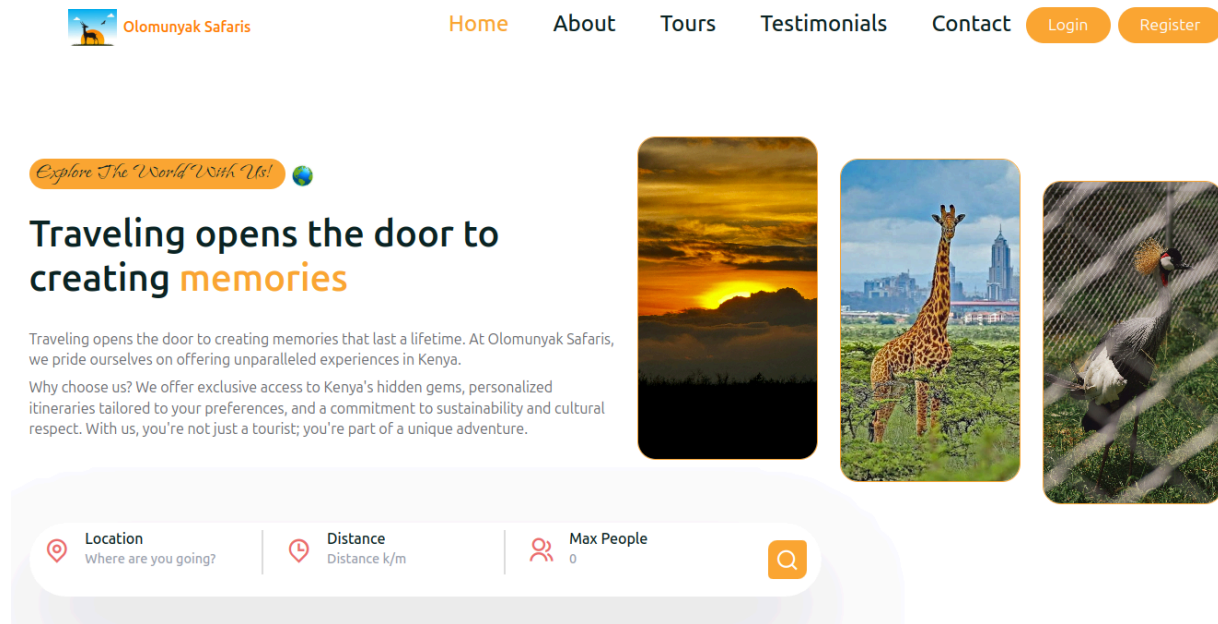 Olomunyak Safaris
Home About Tours Testimonials Contact Login Register
Explore The World With Us!
Traveling opens the door to
creating memories
Traveling opens the door to creating memories that last a lifetime. At Olomunyak Safaris,
we pride ourselves on offering unparalleled experiences in Kenya.
Why choose us? We offer exclusive access to Kenya's hidden gems, personalized
itineraries tailored to your preferences, and a commitment to sustainability and cultural
respect. With us, you're not just a tourist; you're part of a unique adventure.
Location Distance Max People
Where are you going? Distance k/m 0